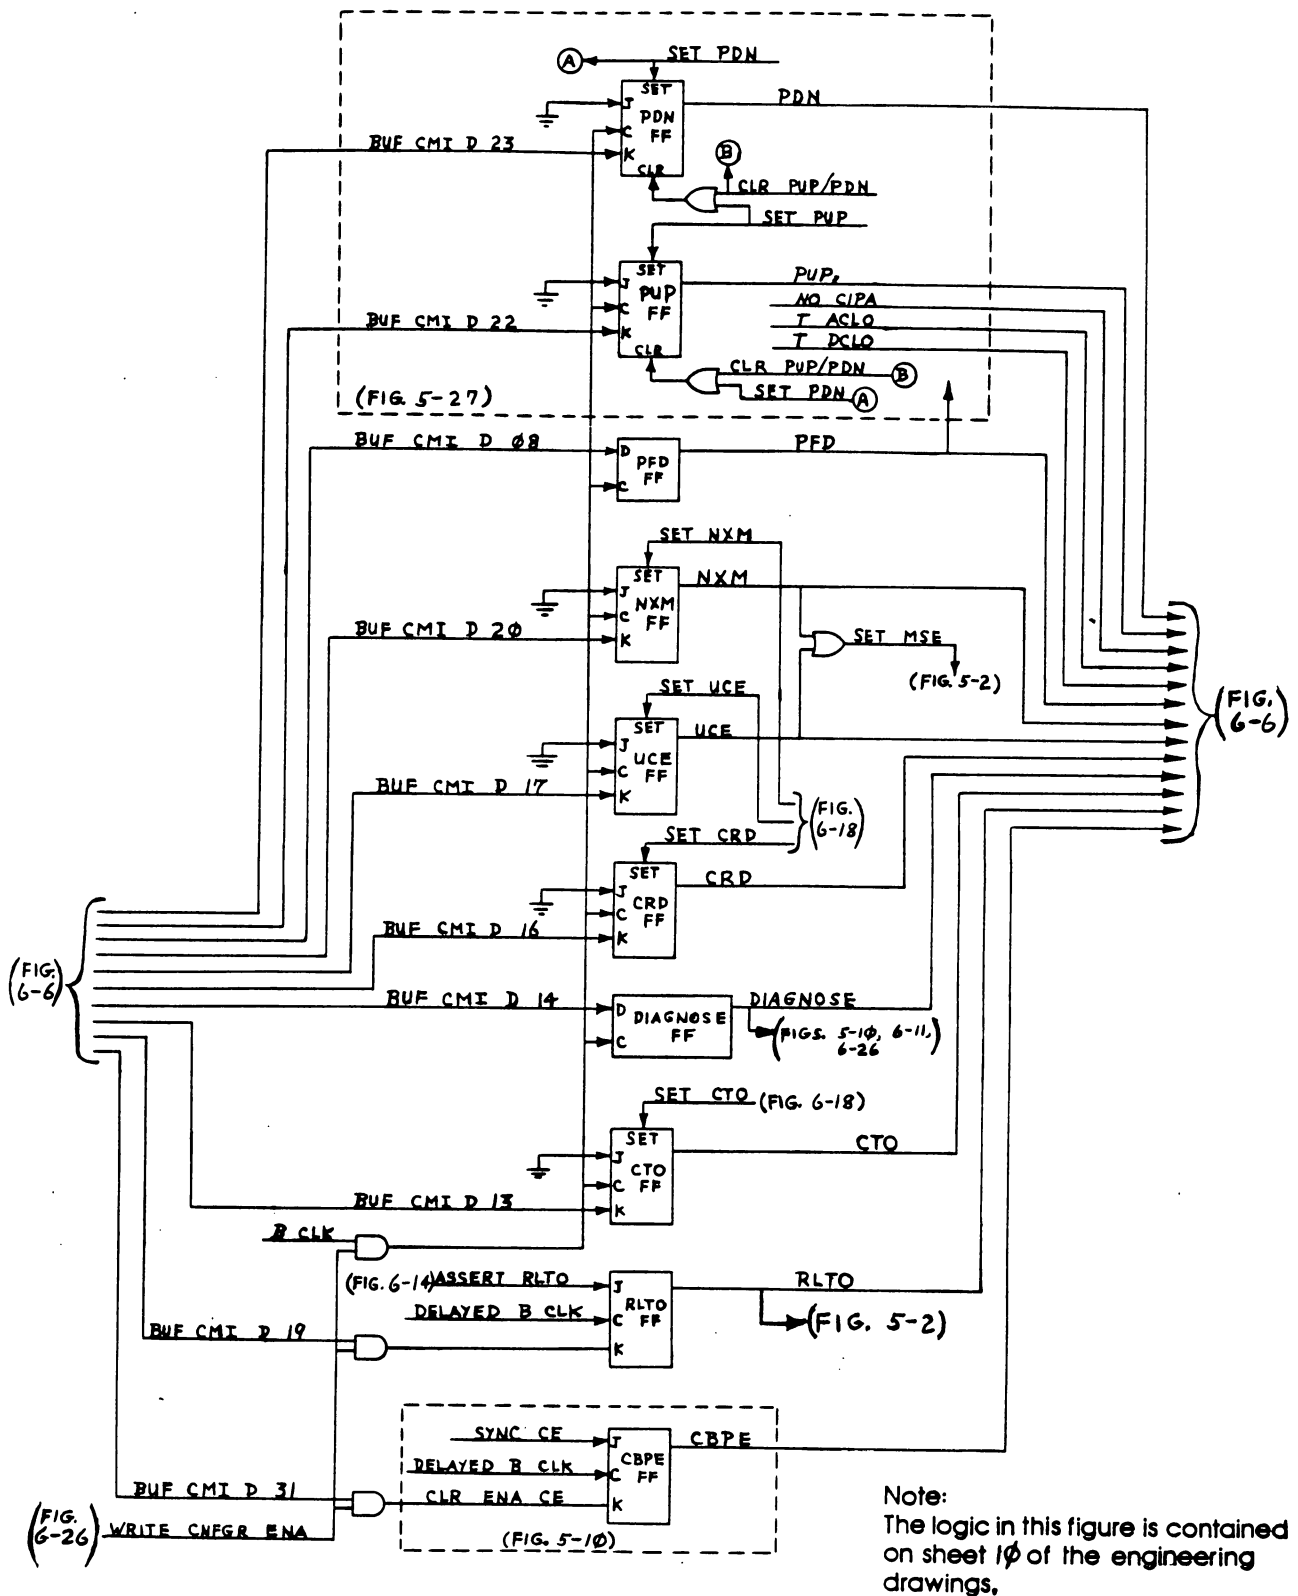 A
SET PDN
SET
J
PDN
FF
C
K
CLR
PDN
BUF CMI D 23
B
CLR PUP/PDN
SET PUP
SET
J
PUP
FF
C
K
CLR
PUP
NO CIPA
T ACLO
T DCLO
BUF CMI D 22
CLR PUP/PDN
B
SET PDN
A
(FIG. 5-27)
BUF CMI D Ø8
D
PFD
FF
C
PFD
SET NXM
SET
J
NXM
FF
C
K
NXM
BUF CMI D 2Ø
SET MSE
(FIG. 5-2)
SET UCE
SET
J
UCE
FF
C
K
UCE
BUF CMI D 17
(FIG.
6-6)
(FIG.
6-18)
SET CRD
SET
J
CRD
FF
C
K
CRD
BUF CMI D 16
(FIG.
6-6)
BUF CMI D 14
D
DIAGNOSE
FF
C
DIAGNOSE
(FIGS. 5-1Ø, 6-11,
6-26)
SET CTO
(FIG. 6-18)
SET
J
CTO
FF
C
K
CTO
BUF CMI D 13
B CLK
(FIG. 6-14)
ASSERT RLTO
J
RLTO
FF
C
K
DELAYED B CLK
RLTO
(FIG. 5-2)
BUF CMI D 19
SYNC CE
J
CBPE
FF
C
K
CBPE
DELAYED B CLK
BUF CMI D 31
CLR ENA CE
(FIG.
6-26)
WRITE CNFGR ENA
(FIG. 5-1Ø)
Note:
The logic in this figure is contained
on sheet 1Ø of the engineering
drawings.